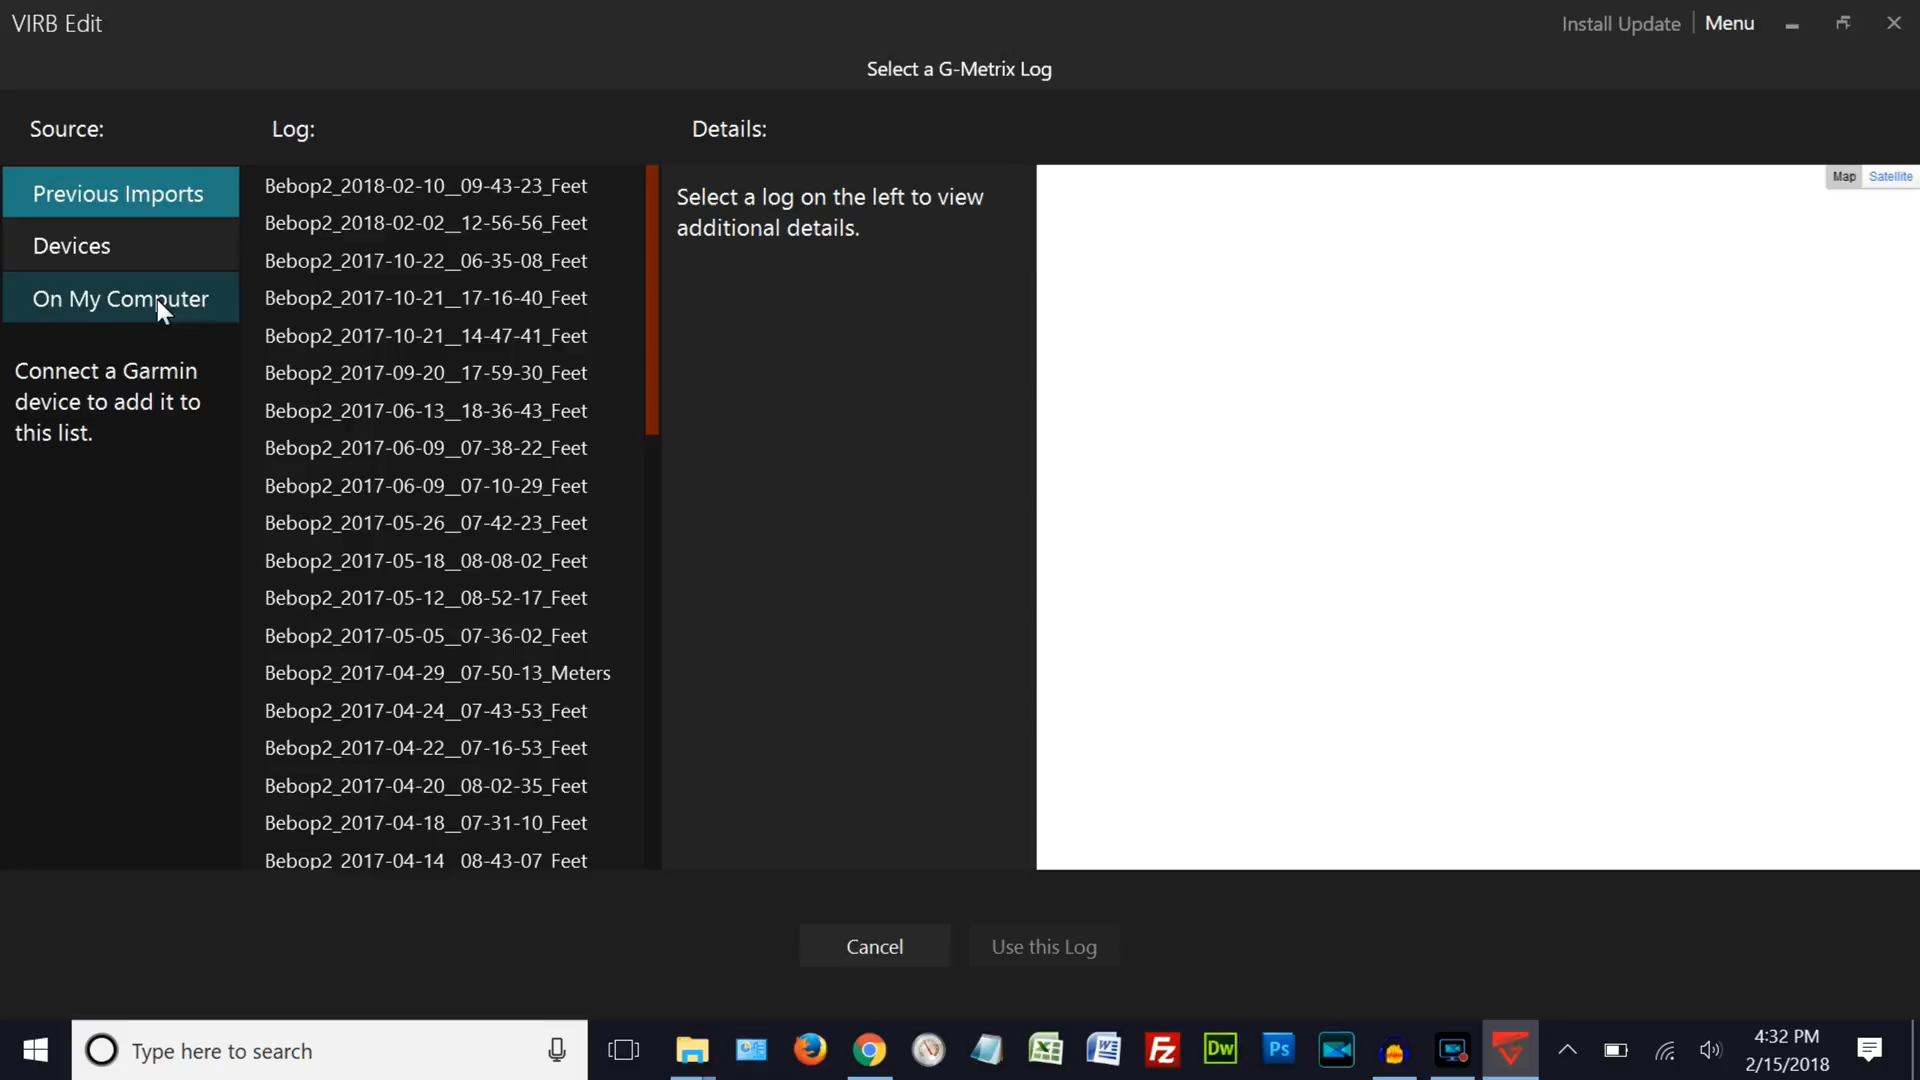 VIRB Edit
Install Update
Menu
Select a G-Metrix Log
Source:
Log:
Details:
Previous Imports
Devices
On My Computer
Connect a Garmin
device to add it to
this list.
Bebop2_2018-02-10__09-43-23_Feet
Bebop2_2018-02-02__12-56-56_Feet
Bebop2_2017-10-22__06-35-08_Feet
Bebop2_2017-10-21__17-16-40_Feet
Bebop2_2017-10-21__14-47-41_Feet
Bebop2_2017-09-20__17-59-30_Feet
Bebop2_2017-06-13__18-36-43_Feet
Bebop2_2017-06-09__07-38-22_Feet
Bebop2_2017-06-09__07-10-29_Feet
Bebop2_2017-05-26__07-42-23_Feet
Bebop2_2017-05-18__08-08-02_Feet
Bebop2_2017-05-12__08-52-17_Feet
Bebop2_2017-05-05__07-36-02_Feet
Bebop2_2017-04-29__07-50-13_Meters
Bebop2_2017-04-24__07-43-53_Feet
Bebop2_2017-04-22__07-16-53_Feet
Bebop2_2017-04-20__08-02-35_Feet
Bebop2_2017-04-18__07-31-10_Feet
Bebop2_2017-04-14__08-43-07_Feet
Select a log on the left to view
additional details.
Map
Satellite
Cancel
Use this Log
Type here to search
Fz
Dw
Ps
4:32 PM
2/15/2018